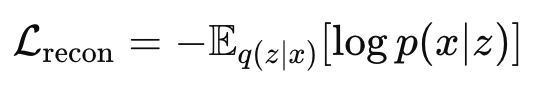 ℒ_recon = −𝔼_{q(z|x)}[log p(x|z)]